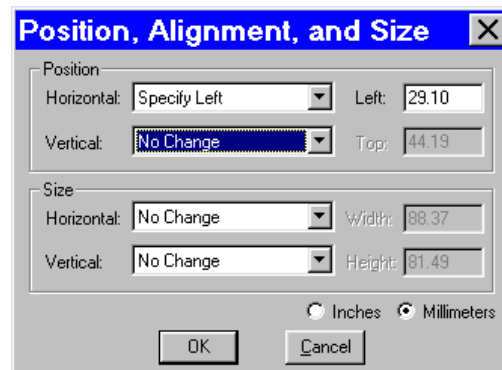 Position, Alignment, and Size
Position
Horizontal: Specify Left Left: 29.10
Vertical: No Change Top: 44.19
Size
Horizontal: No Change Width: 88.37
Vertical: No Change Height: 81.49
Inches Millimeters
OK Cancel